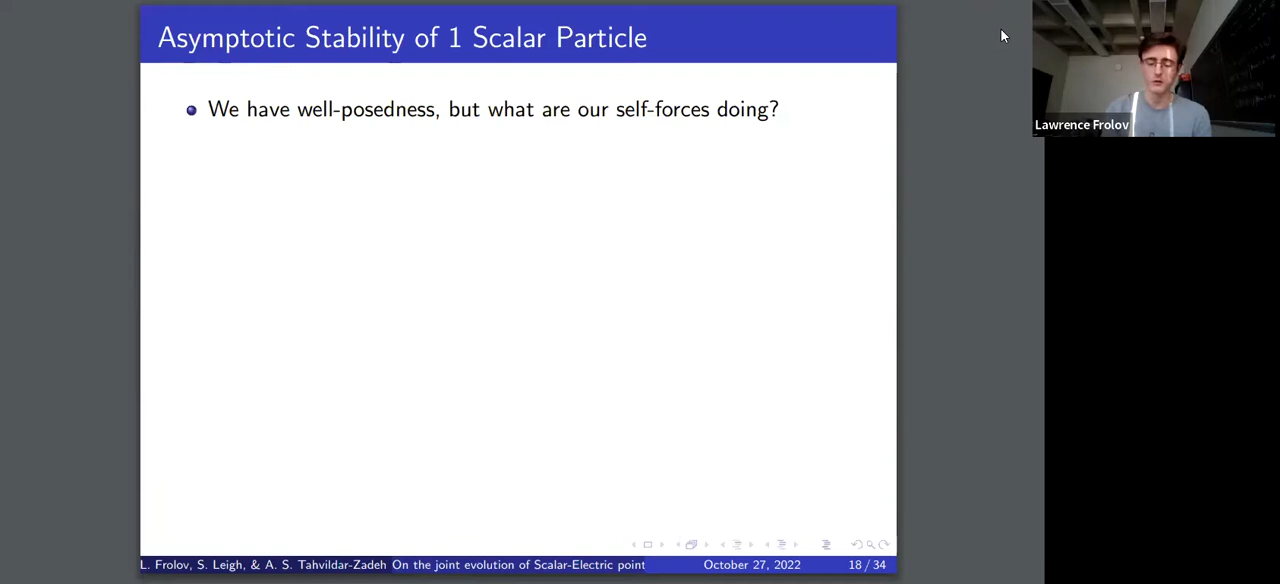 Asymptotic Stability of 1 Scalar Particle
Lawrence Frolov
We have well-posedness, but what are our self-forces doing?
L. Frolov, S. Leigh, & A. S. Tahvildar-Zadeh On the joint evolution of Scalar-Electric point
October 27, 2022
18 / 34